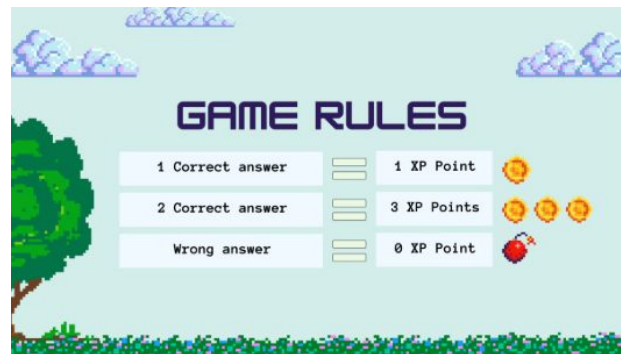 GAME RULES
1 Correct answer = 1 XP Point
2 Correct answer = 3 XP Points
Wrong answer = 0 XP Point